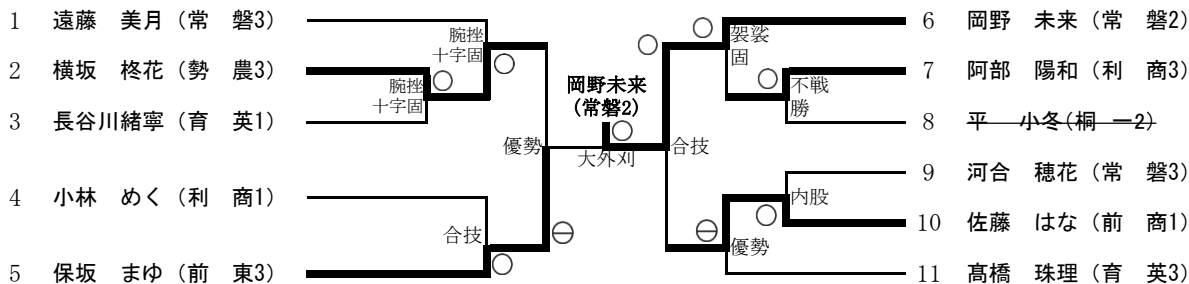 1 遠藤　美月（常　磐3）
腕挫
十字固
2 横坂　柊花（勢　農3）
腕挫
十字固
3 長谷川緒寧（育　英1）
優勢
4 小林　めく（利　商1）
合技
5 保坂　まゆ（前　東3）
岡野未来
(常磐2)
大外刈
6 岡野　未来（常　磐2）
袈裟
固
7 阿部　陽和（利　商3）
不戦
勝
8 平　小冬(桐　一2)
合技
9 河合　穂花（常　磐3）
内股
10 佐藤　はな（前　商1）
優勢
11 髙橋　珠理（育　英3）